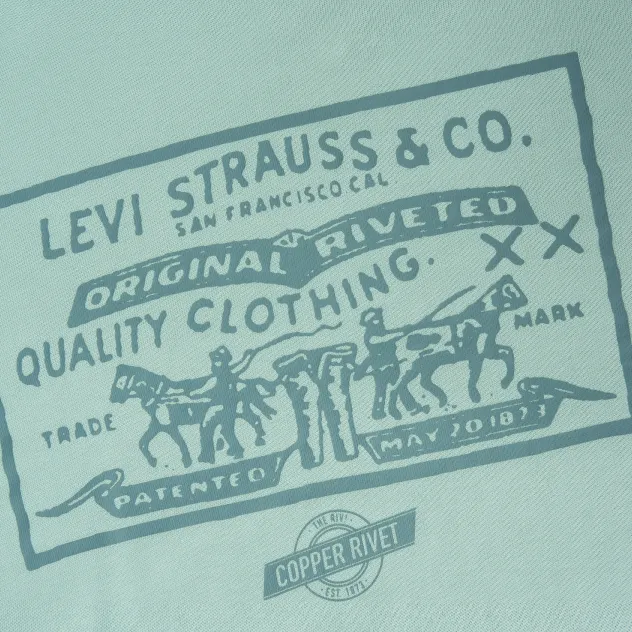 LEVI STRAUSS & CO.
SAN FRANCISCO CAL.
ORIGINAL RIVETED
QUALITY CLOTHING. XX
TRADE MARK
PATENTED MAY 20 1873
· THE RIV! ·
COPPER RIVET
· EST. 1873 ·